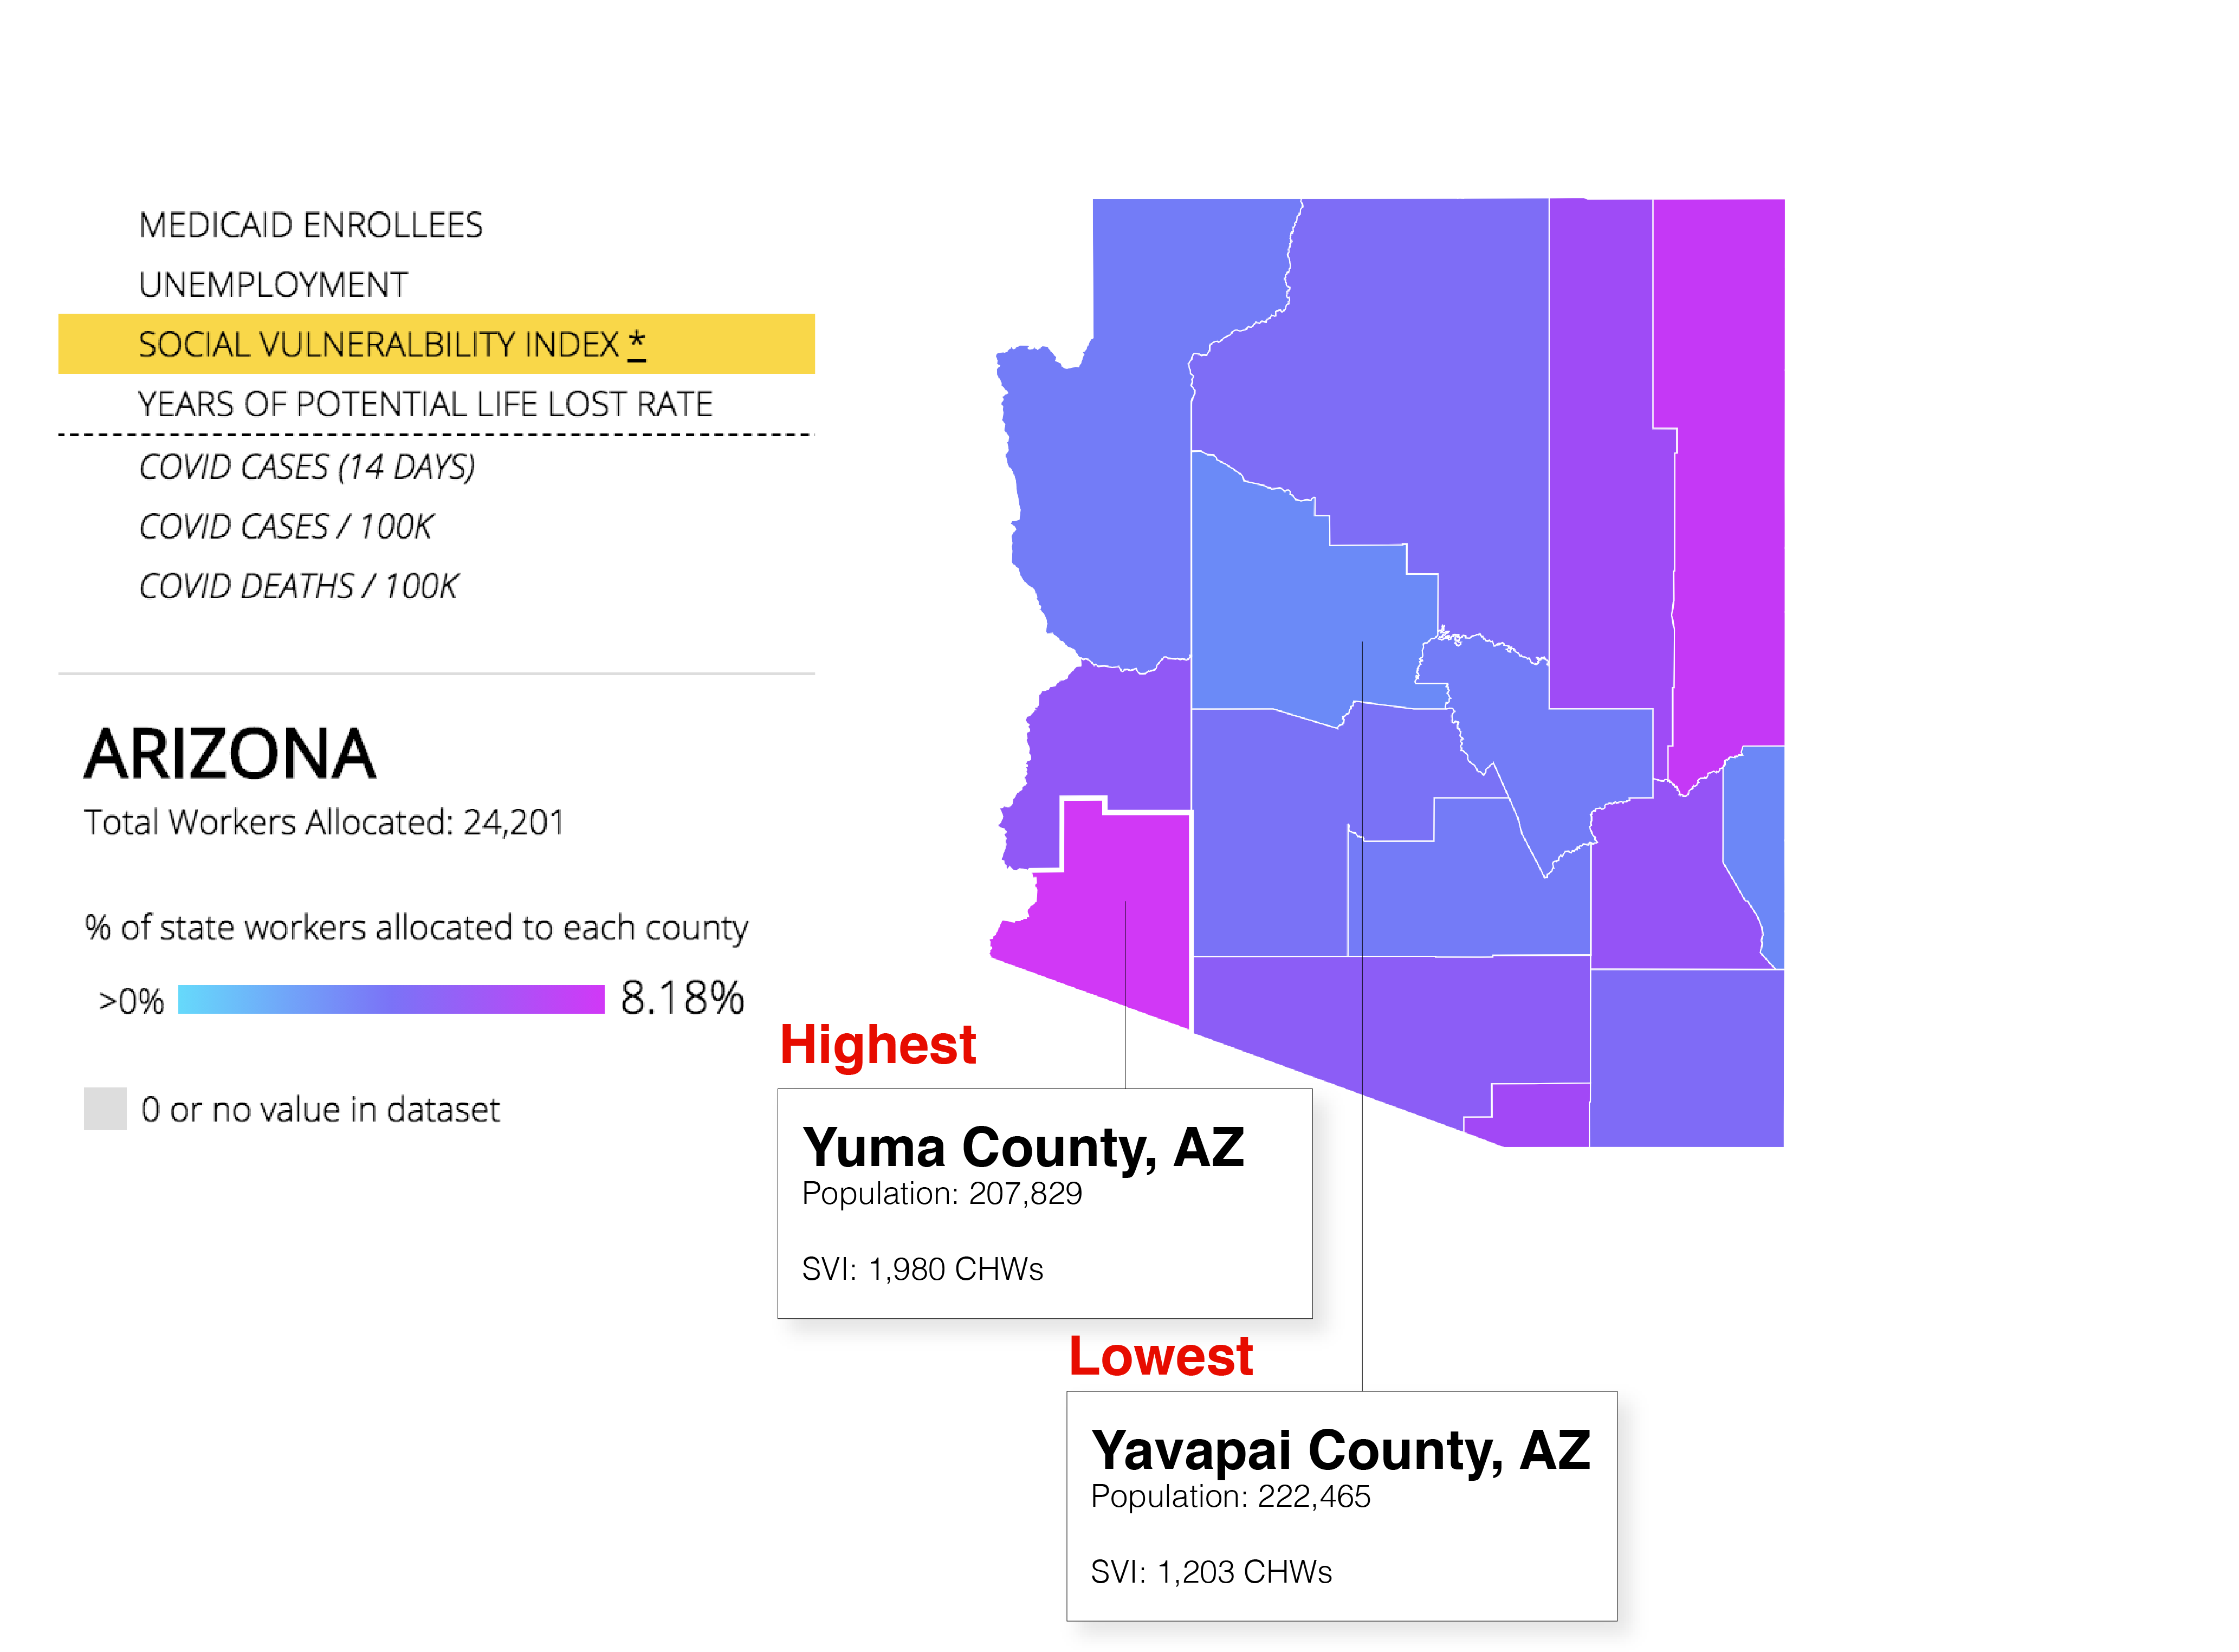 MEDICAID ENROLLEES
UNEMPLOYMENT
SOCIAL VULNERALBILITY INDEX *
YEARS OF POTENTIAL LIFE LOST RATE
COVID CASES (14 DAYS)
COVID CASES / 100K
COVID DEATHS / 100K
ARIZONA
Total Workers Allocated: 24,201
% of state workers allocated to each county
>0% 8.18%
0 or no value in dataset
Highest
Yuma County, AZ
Population: 207,829
SVI: 1,980 CHWs
Lowest
Yavapai County, AZ
Population: 222,465
SVI: 1,203 CHWs